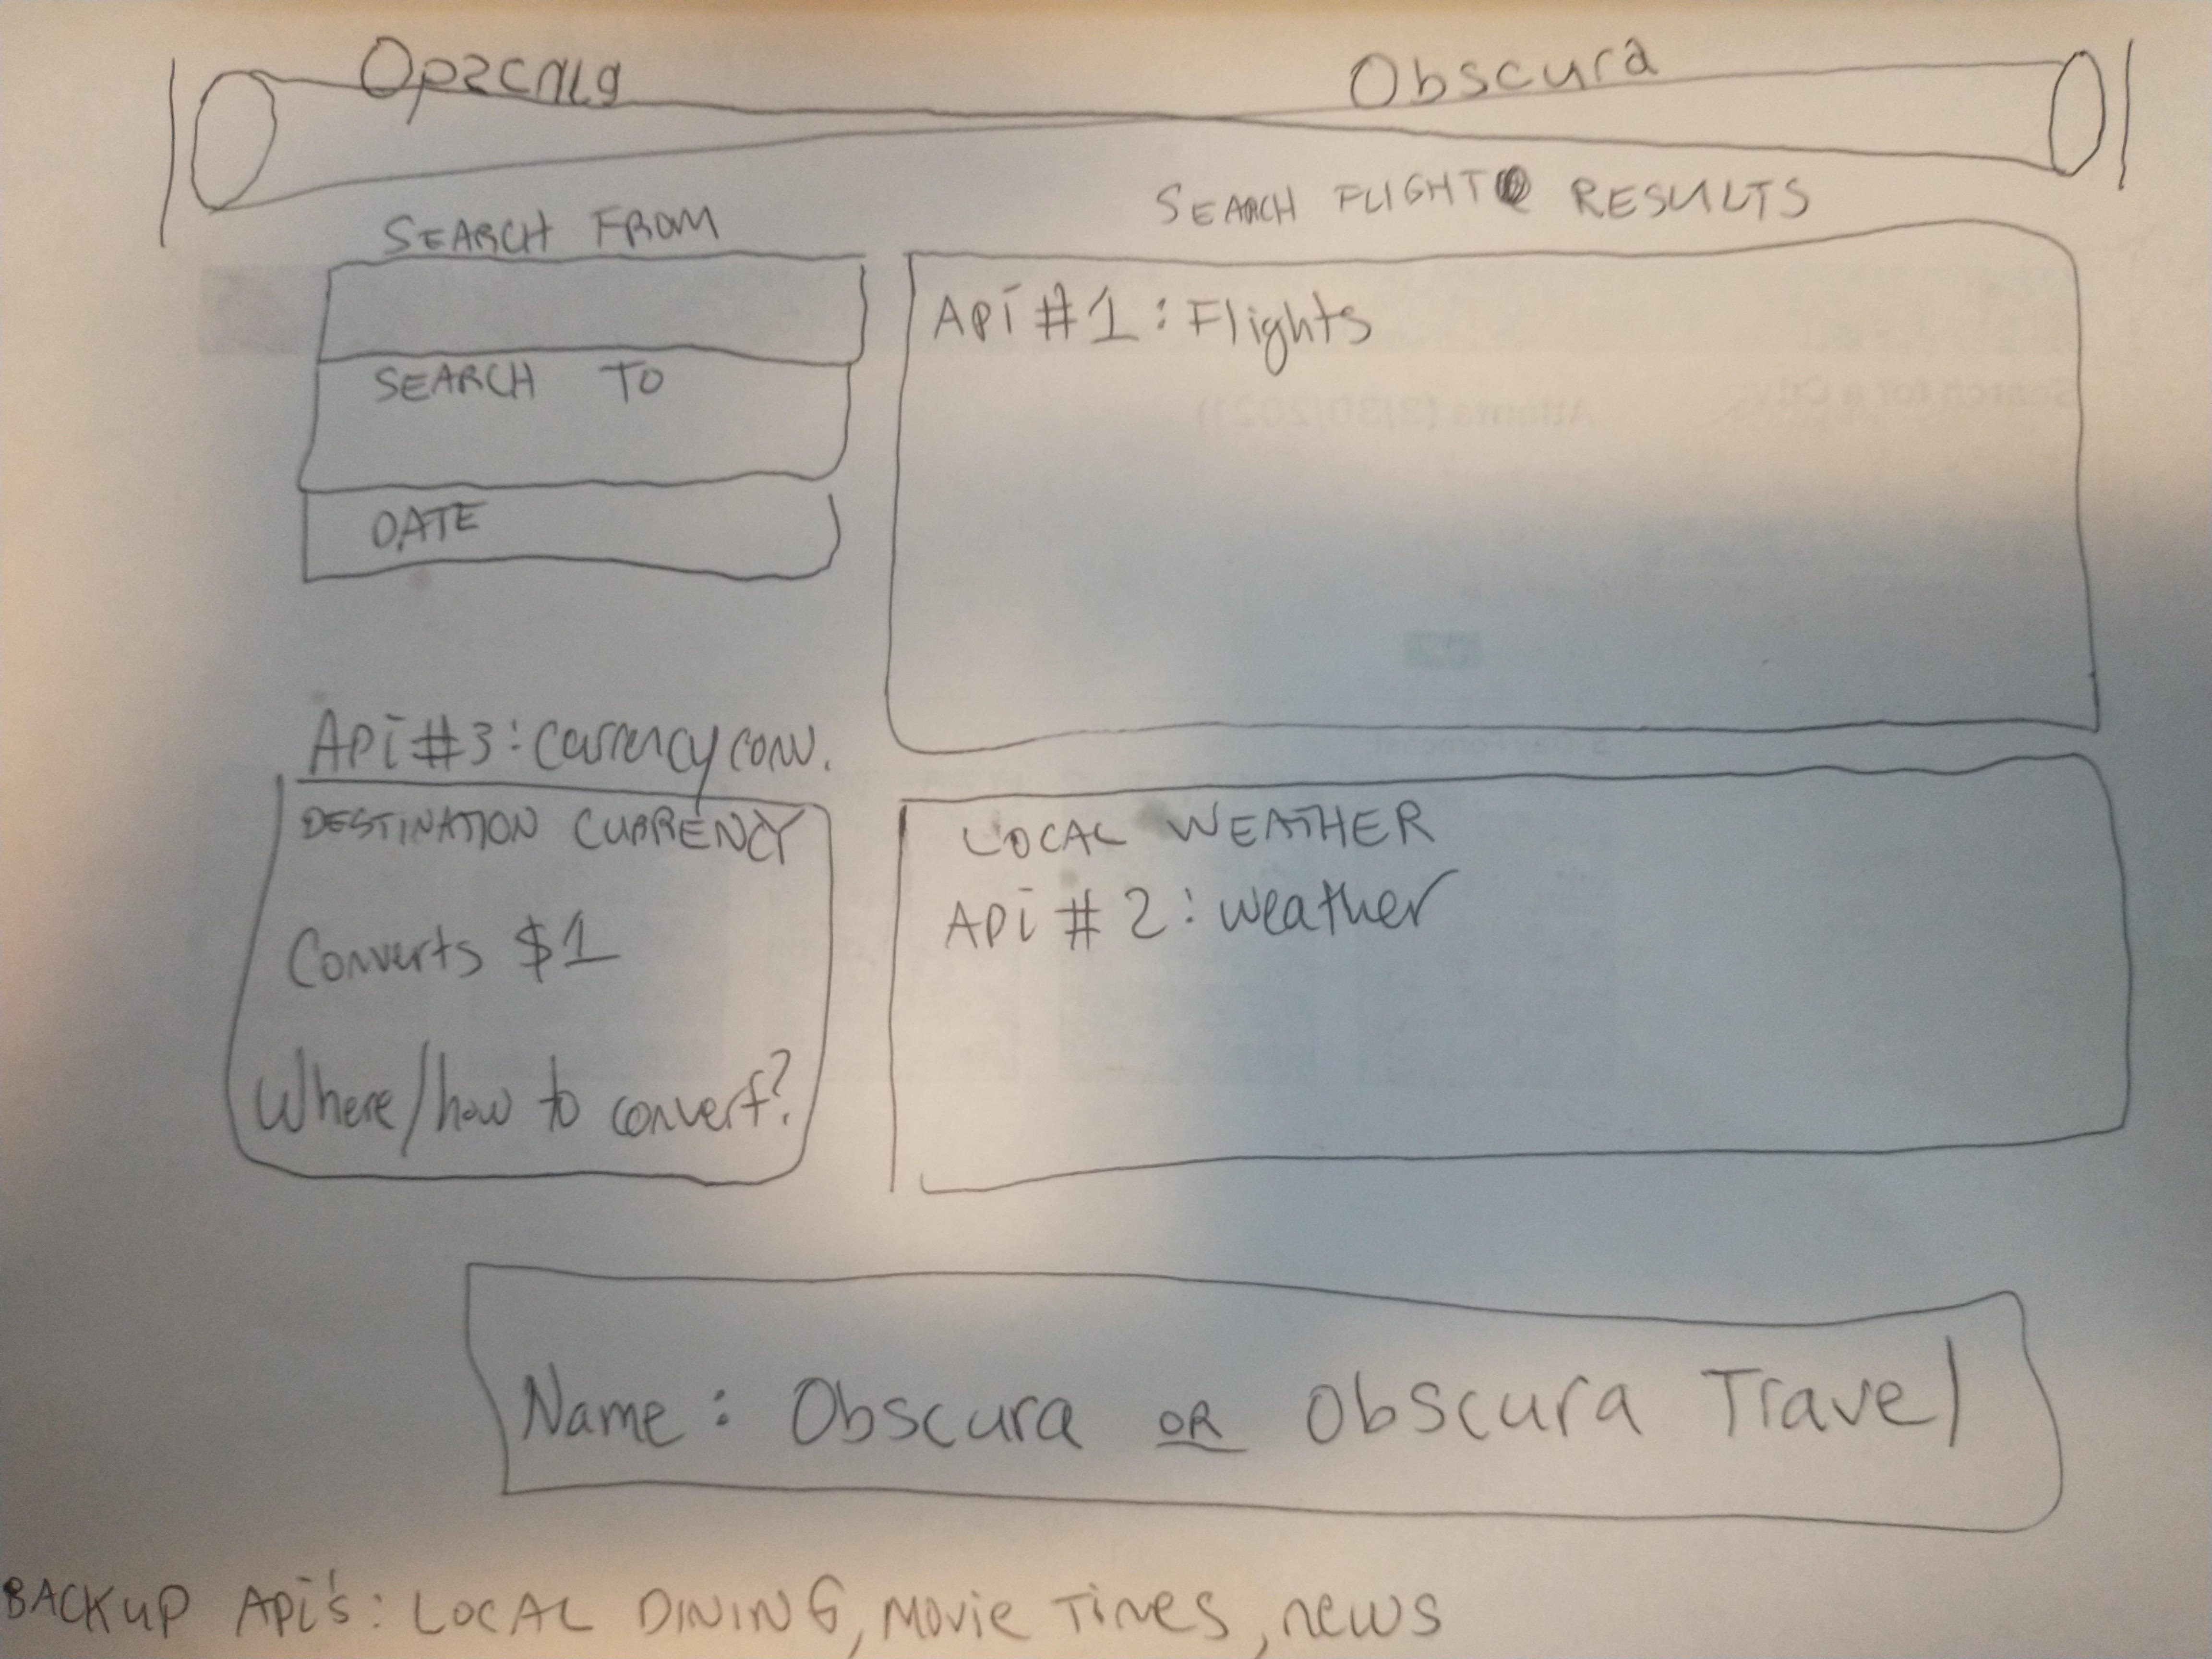 Obscura Obscura
SEARCH FROM
SEARCH FLIGHT RESULTS
Api #1: Flights
SEARCH TO
DATE
Api #3: Currency conv.
DESTINATION CURRENCY
Converts $1
Where/how to convert?
LOCAL WEATHER
Api # 2: weather
Name: Obscura OR Obscura Travel
BACKUP Api's: LOCAL DINING, MOVIE TIMES, news